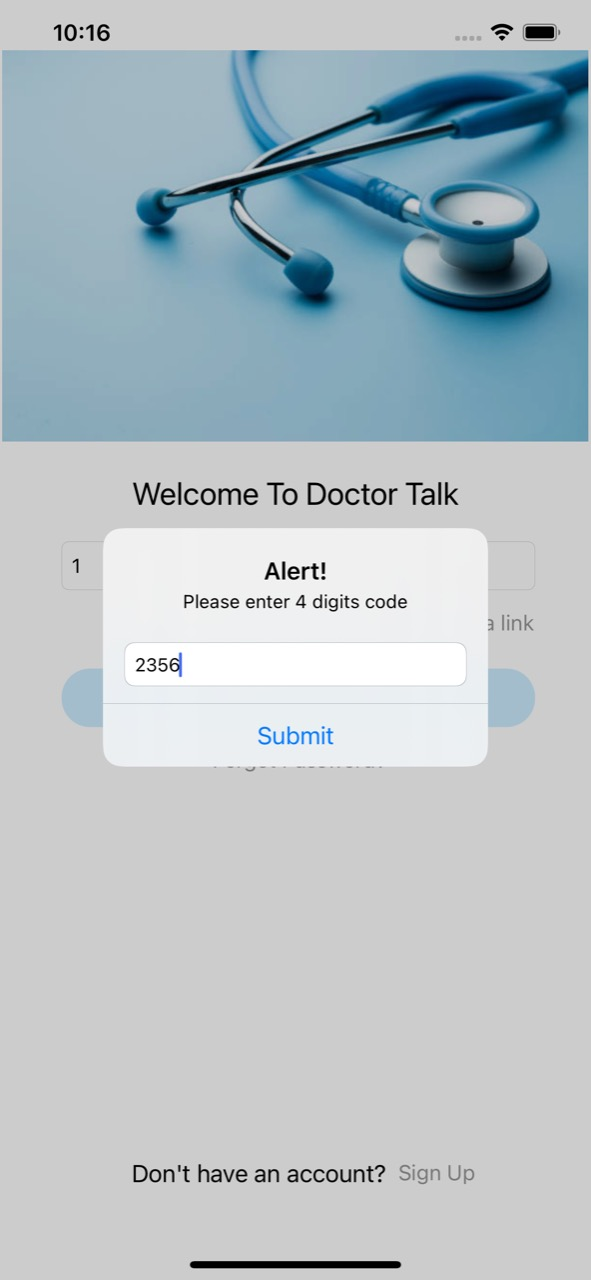 10:16
Welcome To Doctor Talk
1
Alert!
Please enter 4 digits code
a link
2356
Submit
Don't have an account? Sign Up